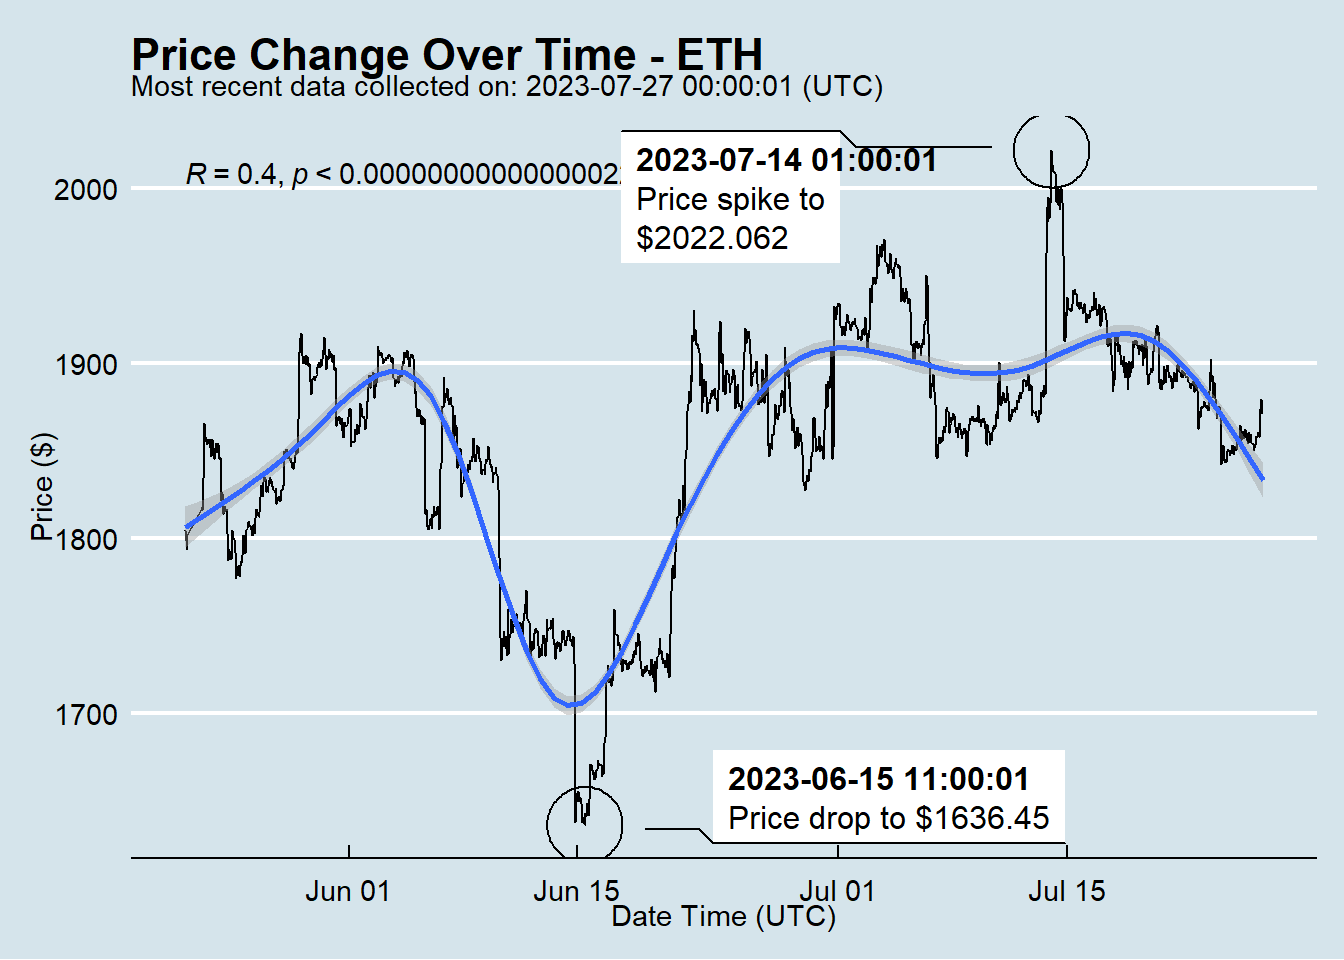 Price Change Over Time - ETH
Most recent data collected on: 2023-07-27 00:00:01 (UTC)
R = 0.4, p < 0.00000000000000022
2023-07-14 01:00:01
Price spike to
$2022.062
2000
1900
1800
1700
Price ($)
2023-06-15 11:00:01
Price drop to $1636.45
Jun 01
Jun 15
Jul 01
Jul 15
Date Time (UTC)